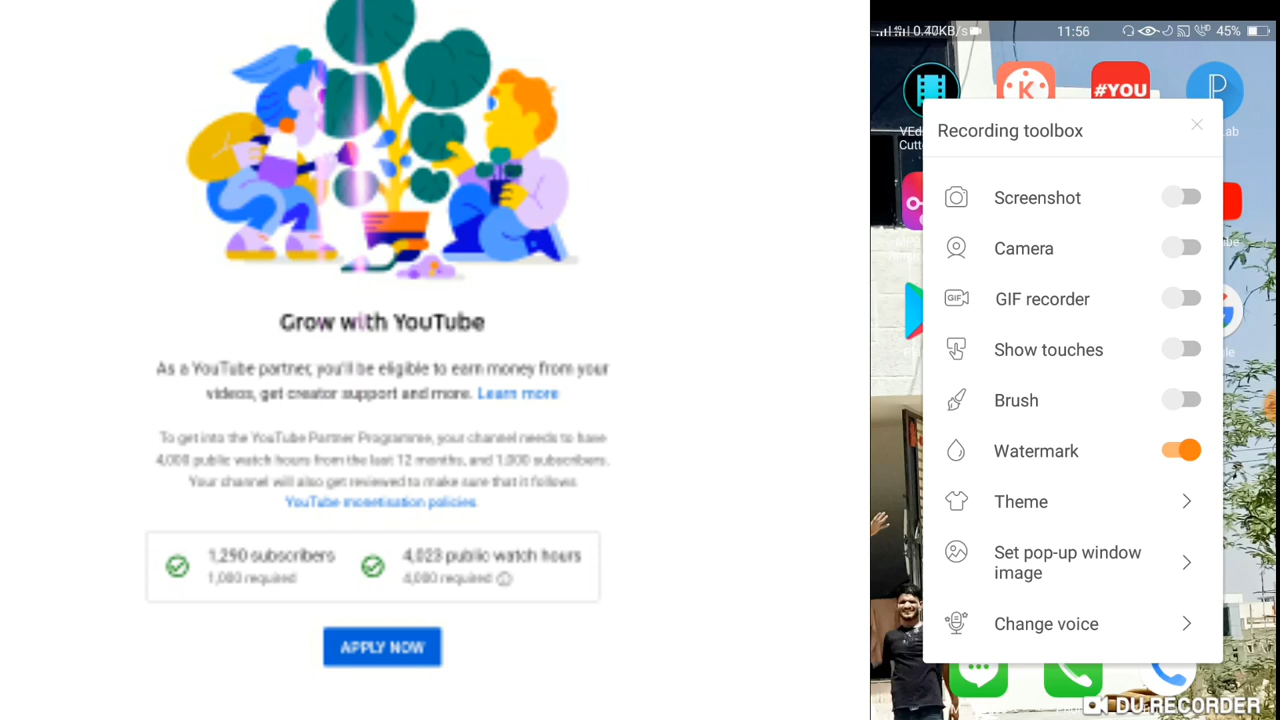 Grow with YouTube
As a YouTube partner, you'll be eligible to earn money from your
videos, get creator support and more. Learn more
To get into the YouTube Partner Programme, your channel needs to have
4,000 public watch hours from the last 12 months, and 1,000 subscribers.
Your channel will also get reviewed to make sure that it follows
YouTube monetisation policies.
1,290 subscribers
1,000 required
4,023 public watch hours
4,000 required
APPLY NOW
0.40KB/s
11:56
45%
#YOU
Recording toolbox
Screenshot
Camera
GIF recorder
Show touches
Brush
Watermark
Theme
Set pop-up window
image
Change voice
DU RECORDER